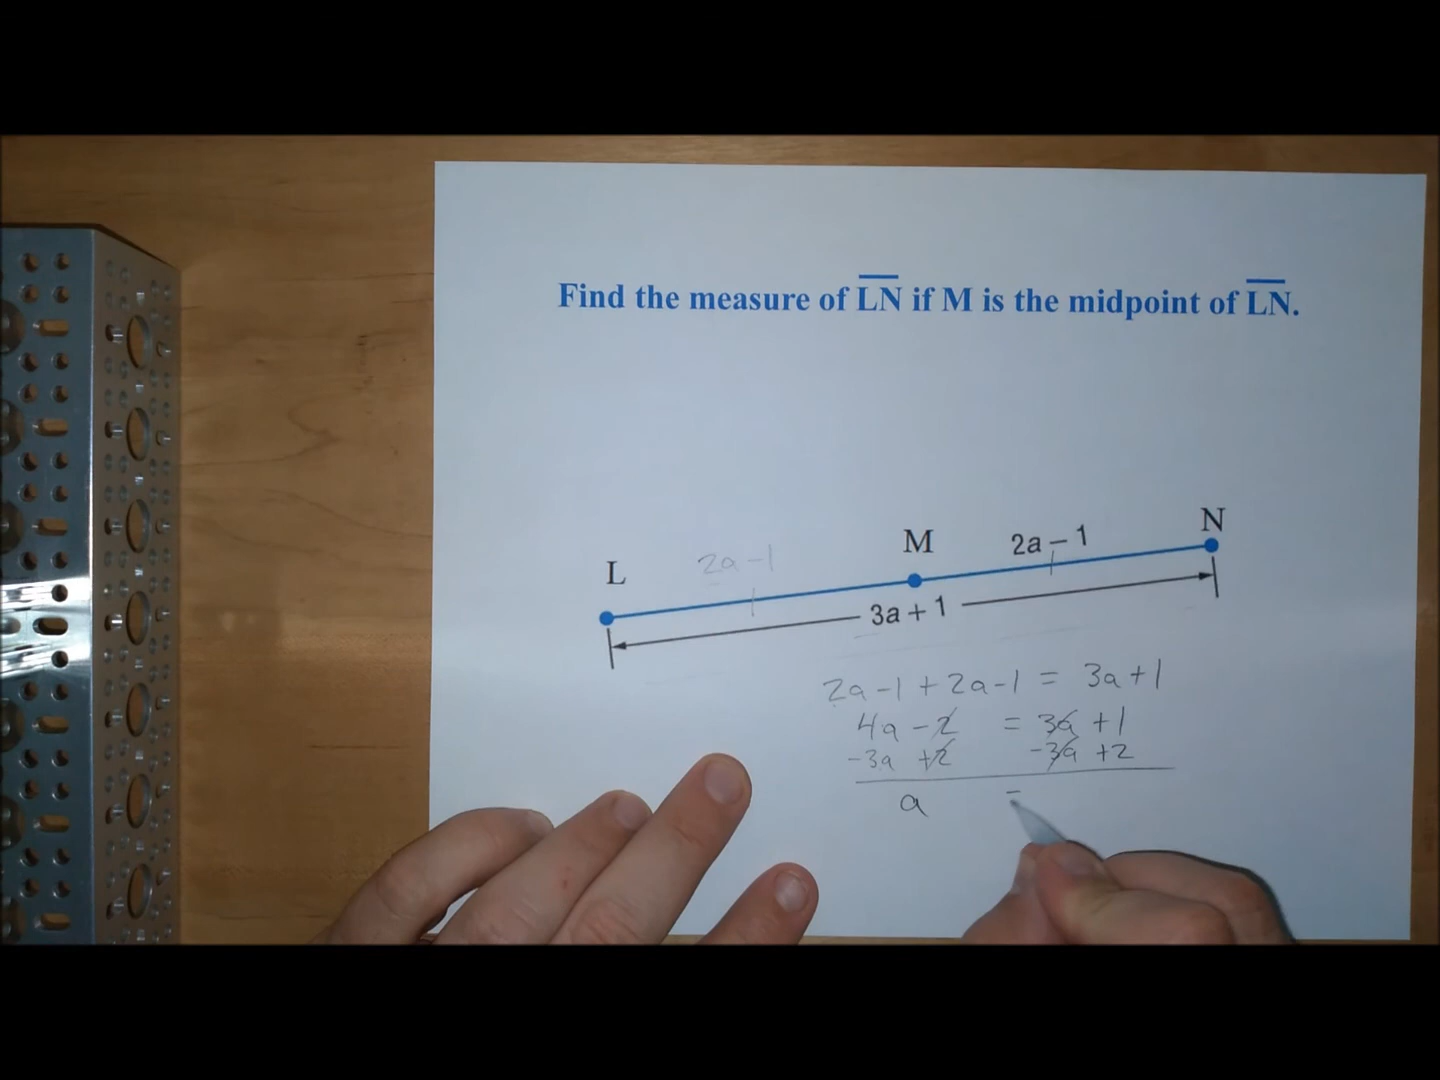 Find the measure of LN if M is the midpoint of LN.
N
M
2a - 1
2a - 1
L
3a + 1
2a - 1 + 2a - 1 = 3a + 1
4a - 2 = 3a + 1
-3a +2 -3a +2
a =